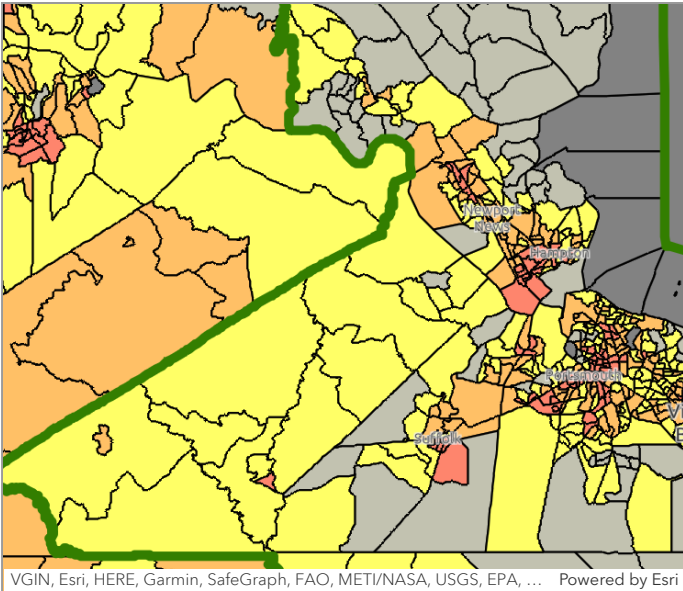 Newport
News
Hampton
Portsmouth
Suffolk
VGIN, Esri, HERE, Garmin, SafeGraph, FAO, METI/NASA, USGS, EPA, ... Powered by Esri